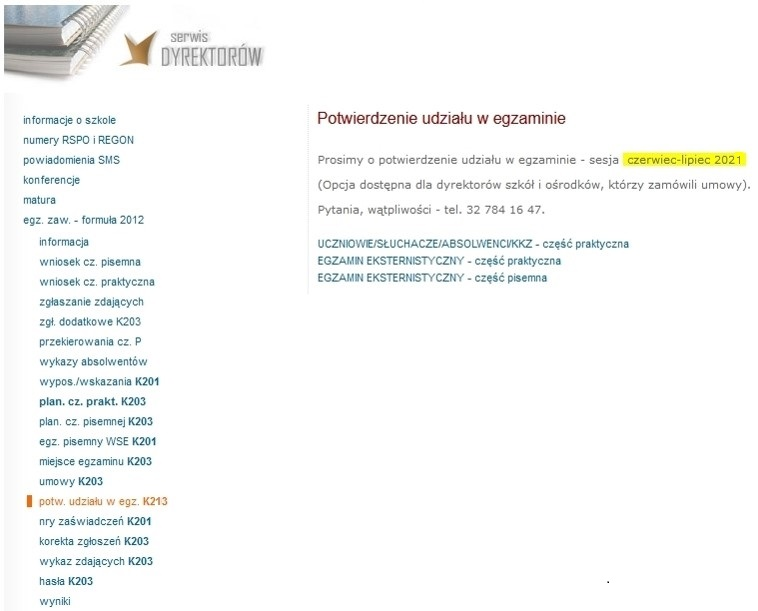 serwis
DYREKTORÓW
informacje o szkole
numery RSPO i REGON
powiadomienia SMS
konferencje
matura
egz. zaw. - formuła 2012
informacja
wniosek cz. pisemna
wniosek cz. praktyczna
zgłaszanie zdających
zgł. dodatkowe K203
przekierowania cz. P
wykazy absolwentów
wypos./wskazania K201
plan. cz. prakt. K203
plan. cz. pisemnej K203
egz. pisemny WSE K201
miejsce egzaminu K203
umowy K203
potw. udziału w egz. K213
nry zaświadczeń K201
korekta zgłoszeń K203
wykaz zdających K203
hasła K203
wyniki
Potwierdzenie udziału w egzaminie
Prosimy o potwierdzenie udziału w egzaminie - sesja czerwiec-lipiec 2021
(Opcja dostępna dla dyrektorów szkół i ośrodków, którzy zamówili umowy).
Pytania, wątpliwości - tel. 32 784 16 47.
UCZNIOWIE/SŁUCHACZE/ABSOLWENCI/KKZ - część praktyczna
EGZAMIN EKSTERNISTYCZNY - część praktyczna
EGZAMIN EKSTERNISTYCZNY - część pisemna